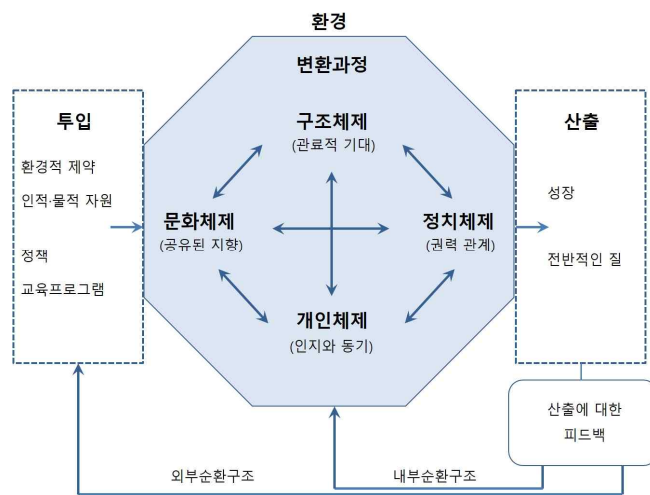 환경
변환과정
투입
환경적 제약
인적·물적 자원
정책
교육프로그램
구조체제
(관료적 기대)
문화체제
(공유된 지향)
정치체제
(권력 관계)
개인체제
(인지와 동기)
산출
성장
전반적인 질
산출에 대한
피드백
외부순환구조
내부순환구조